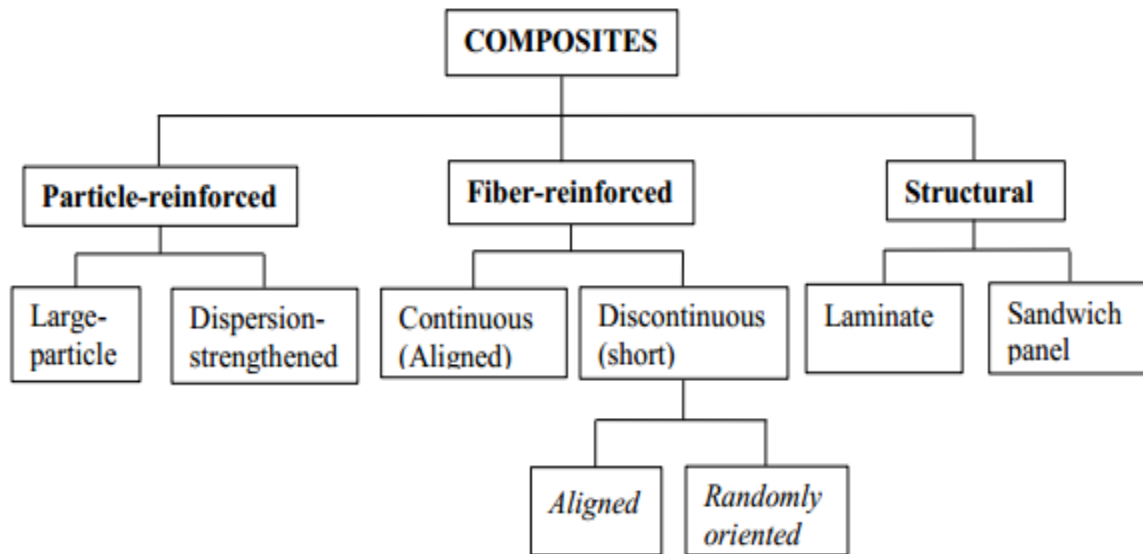 COMPOSITES
Particle-reinforced
Fiber-reinforced
Structural
Large-
particle
Dispersion-
strengthened
Continuous
(Aligned)
Discontinuous
(short)
Laminate
Sandwich
panel
Aligned
Randomly
oriented